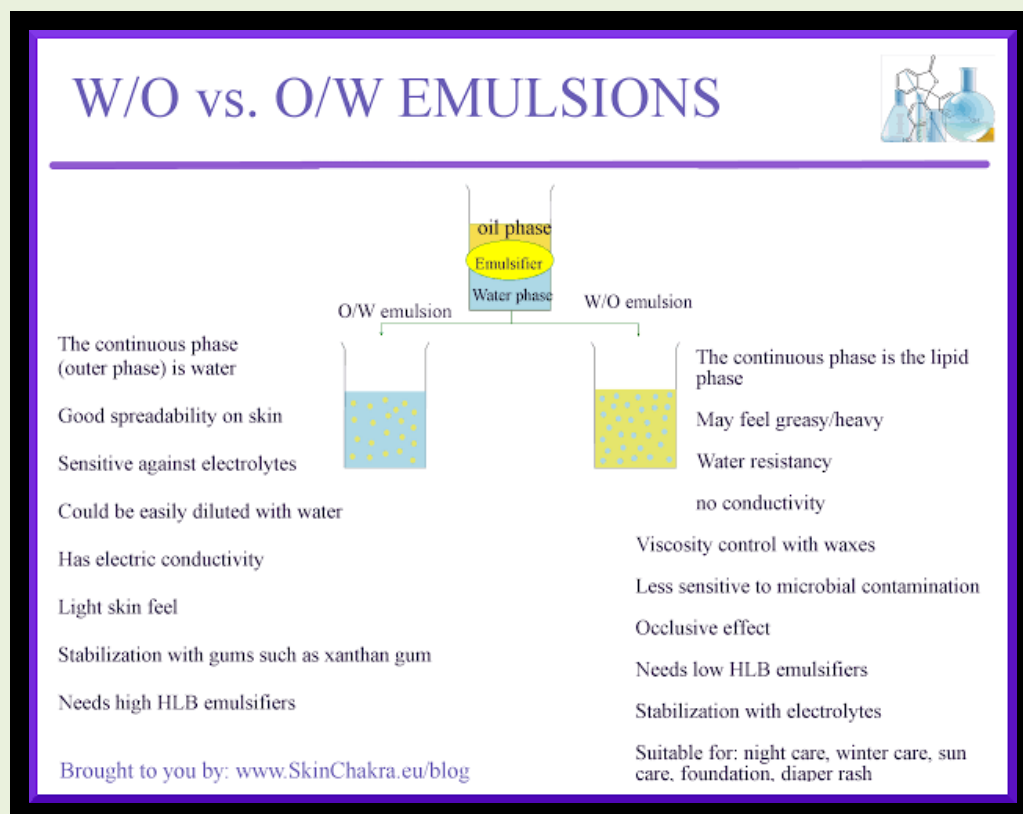 W/O vs. O/W EMULSIONS
oil phase
Emulsifier
Water phase
O/W emulsion
W/O emulsion
The continuous phase
(outer phase) is water
Good spreadability on skin
Sensitive against electrolytes
Could be easily diluted with water
Has electric conductivity
Light skin feel
Stabilization with gums such as xanthan gum
Needs high HLB emulsifiers
The continuous phase is the lipid
phase
May feel greasy/heavy
Water resistancy
no conductivity
Viscosity control with waxes
Less sensitive to microbial contamination
Occlusive effect
Needs low HLB emulsifiers
Stabilization with electrolytes
Suitable for: night care, winter care, sun
care, foundation, diaper rash
Brought to you by: www.SkinChakra.eu/blog